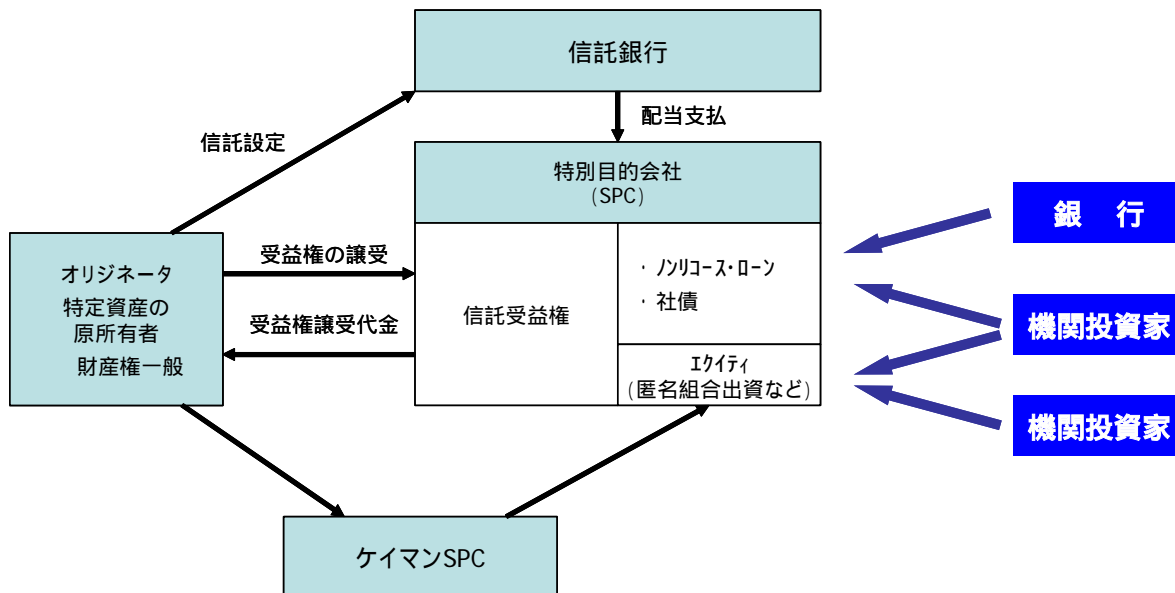 信託銀行
配当支払
信託設定
特別目的会社
(SPC)
銀 行
オリジネータ
特定資産の
原所有者
財産権一般
受益権の譲受
受益権譲受代金
信託受益権
・ﾉﾝﾘｺｰｽ・ﾛｰﾝ
・社債
ｴｸｲﾃｨ
(匿名組合出資など)
機関投資家
機関投資家
ケイマンSPC